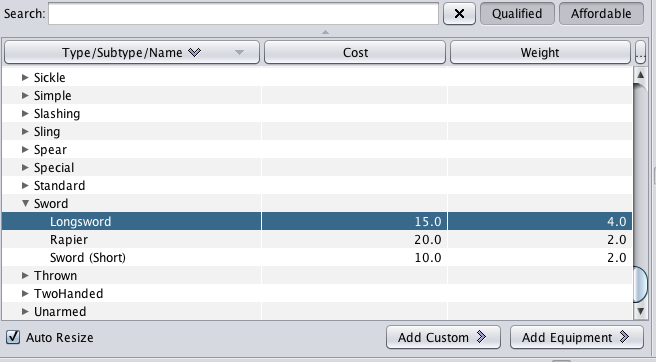 Search: Qualified Affordable
Type/Subtype/Name Cost Weight ...
Sickle
Simple
Slashing
Sling
Spear
Special
Standard
Sword
Longsword 15.0 4.0
Rapier 20.0 2.0
Sword (Short) 10.0 2.0
Thrown
TwoHanded
Unarmed
Auto Resize Add Custom Add Equipment